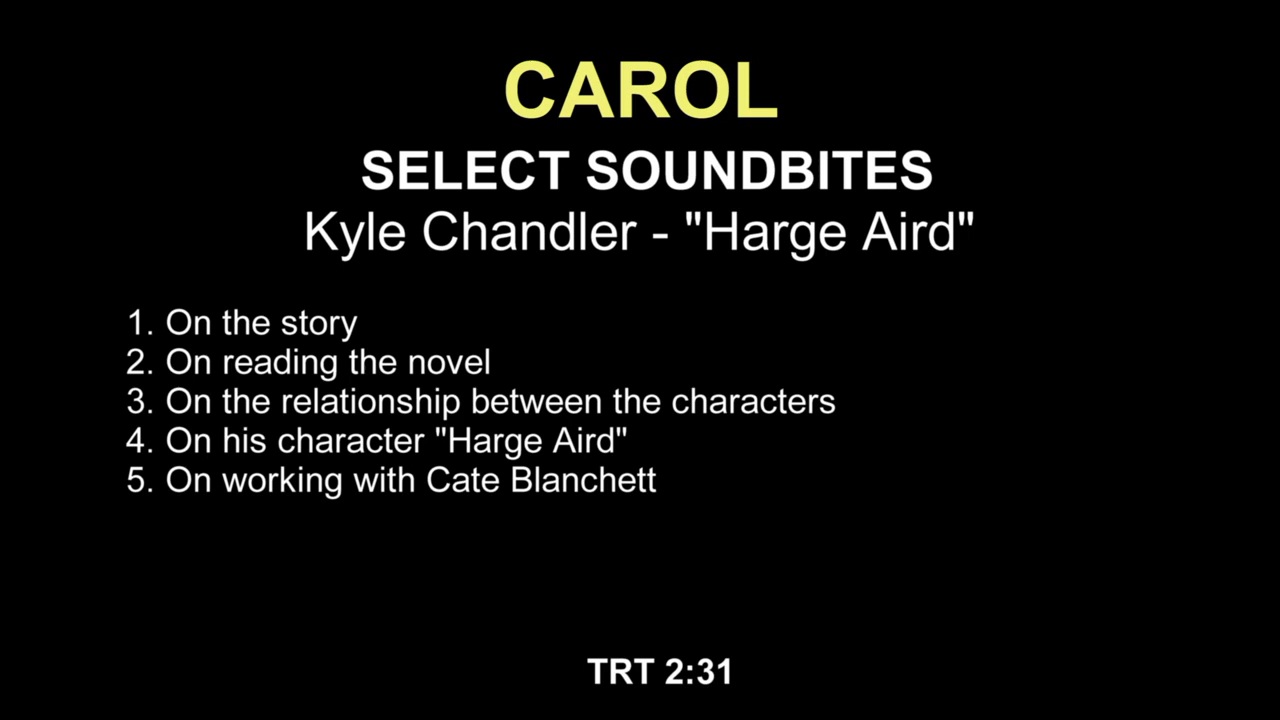 CAROL
SELECT SOUNDBITES
Kyle Chandler - "Harge Aird"
1. On the story
2. On reading the novel
3. On the relationship between the characters
4. On his character "Harge Aird"
5. On working with Cate Blanchett
TRT 2:31